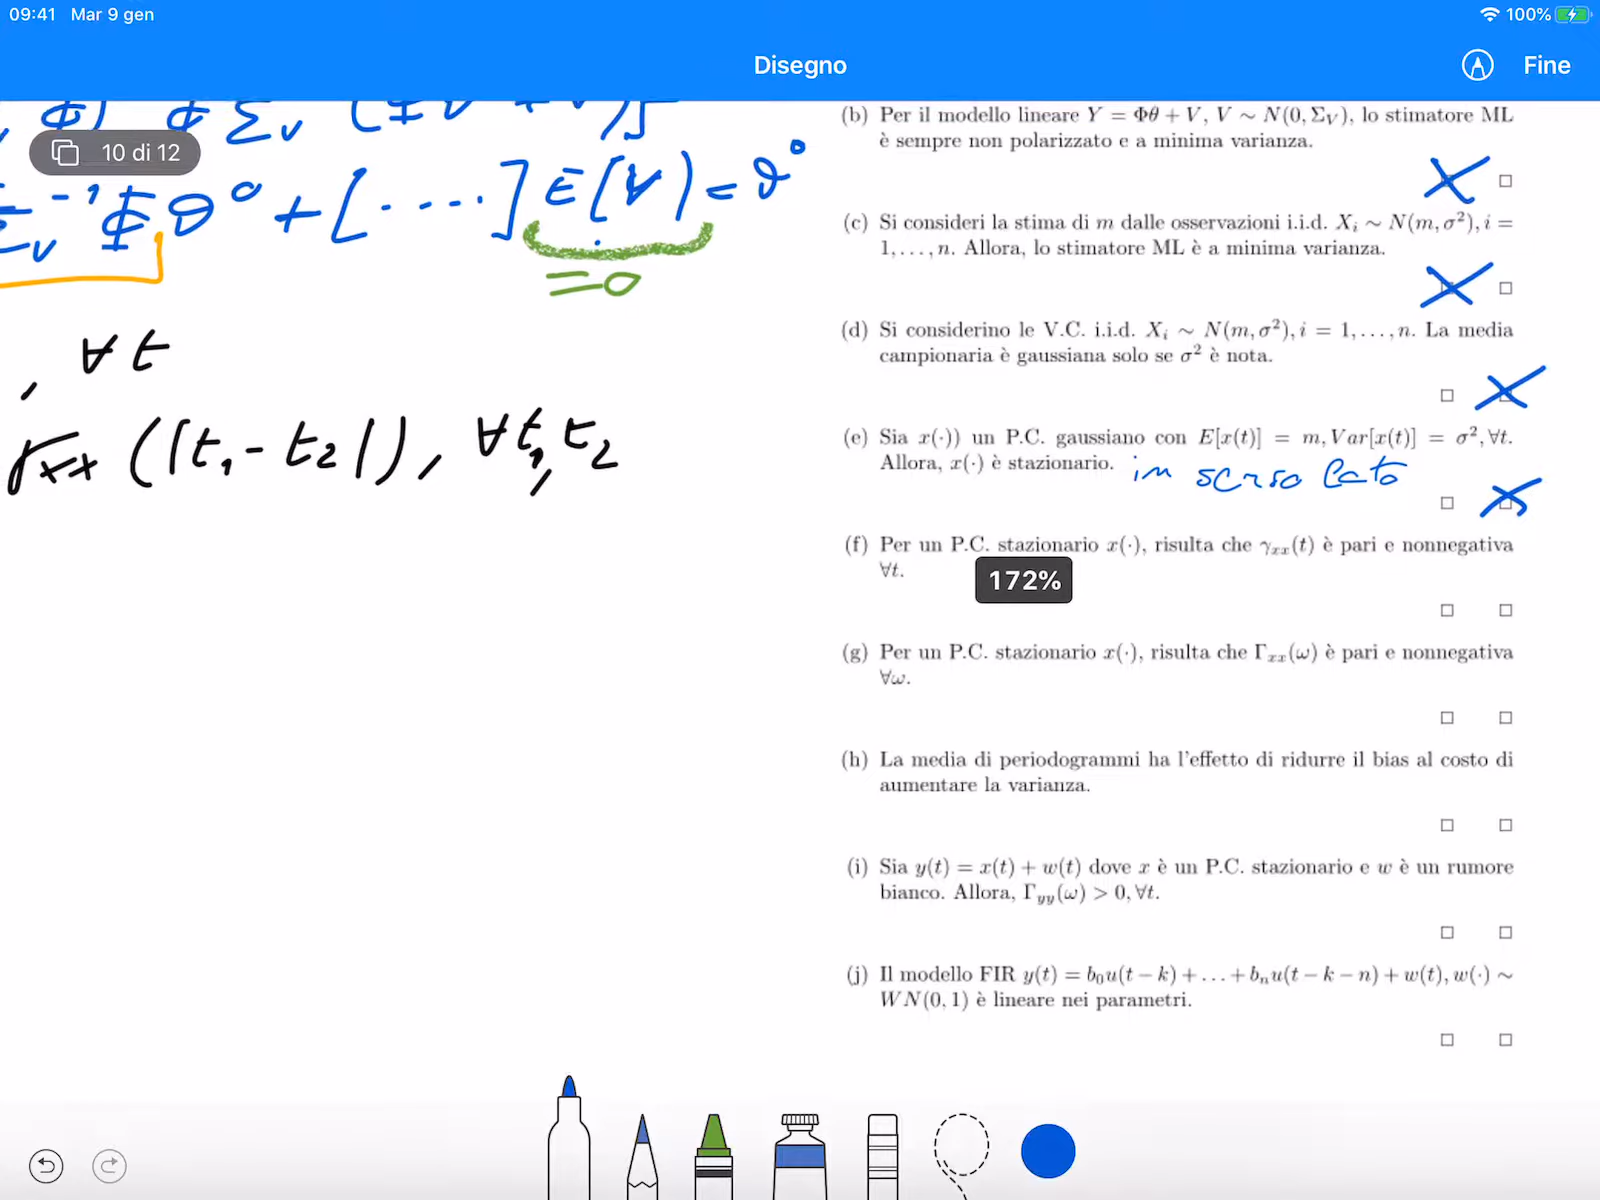 09:41 Mar 9 gen
100%
Disegno
Fine
10 di 12
172%
E[V] = θ°
= 0
, ∀ t
γxx (|t₁ - t₂|), ∀ t₁, t₂
(b) Per il modello lineare Y = Φθ + V, V ∼ N(0, Σ_V), lo stimatore ML
è sempre non polarizzato e a minima varianza.
(c) Si consideri la stima di m dalle osservazioni i.i.d. X_i ∼ N(m, σ²), i =
1, . . . , n. Allora, lo stimatore ML è a minima varianza.
(d) Si considerino le V.C. i.i.d. X_i ∼ N(m, σ²), i = 1, . . . , n. La media
campionaria è gaussiana solo se σ² è nota.
(e) Sia x(·)) un P.C. gaussiano con E[x(t)] = m, Var[x(t)] = σ², ∀t.
Allora, x(·) è stazionario. in senso lato
(f) Per un P.C. stazionario x(·), risulta che γ_xx(t) è pari e nonnegativa
∀t.
(g) Per un P.C. stazionario x(·), risulta che Γ_xx(ω) è pari e nonnegativa
∀ω.
(h) La media di periodogrammi ha l'effetto di ridurre il bias al costo di
aumentare la varianza.
(i) Sia y(t) = x(t) + w(t) dove x è un P.C. stazionario e w è un rumore
bianco. Allora, Γ_yy(ω) > 0, ∀t.
(j) Il modello FIR y(t) = b₀u(t − k) + . . . + b_nu(t − k − n) + w(t), w(·) ∼
WN(0, 1) è lineare nei parametri.